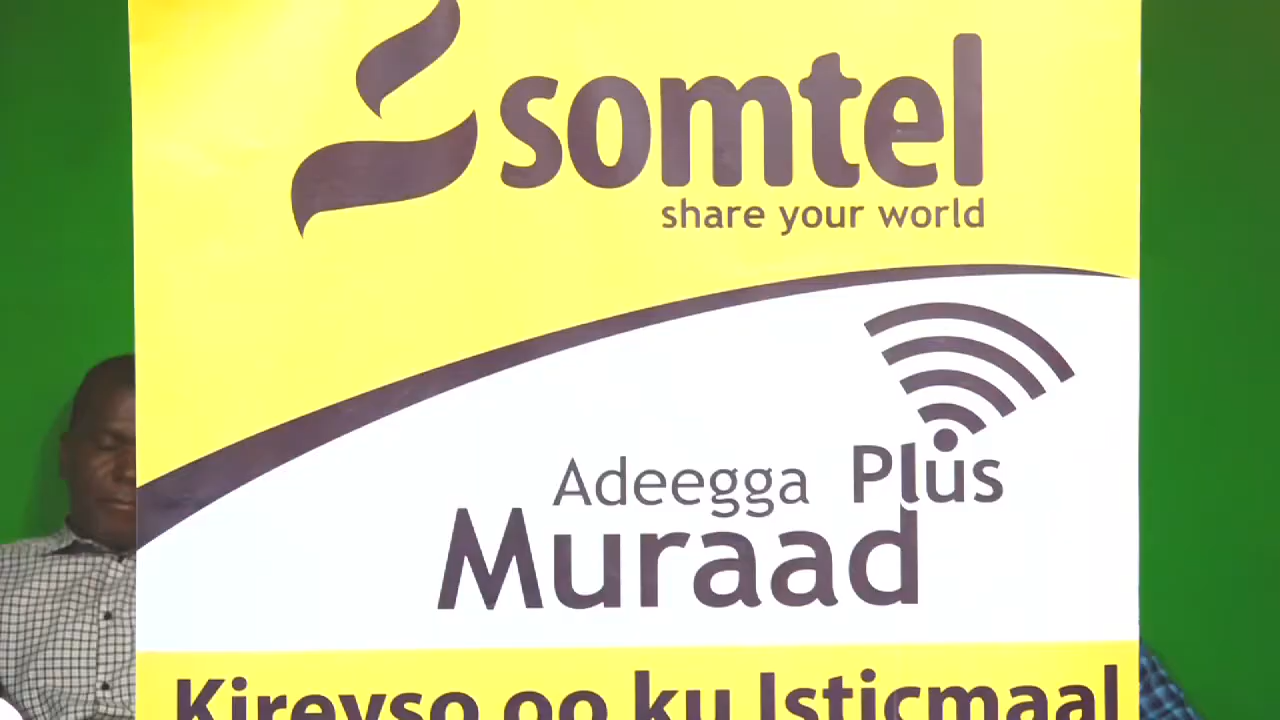 somtel
share your world
Adeegga Plus
Muraad
Kireyso oo ku Isticmaal